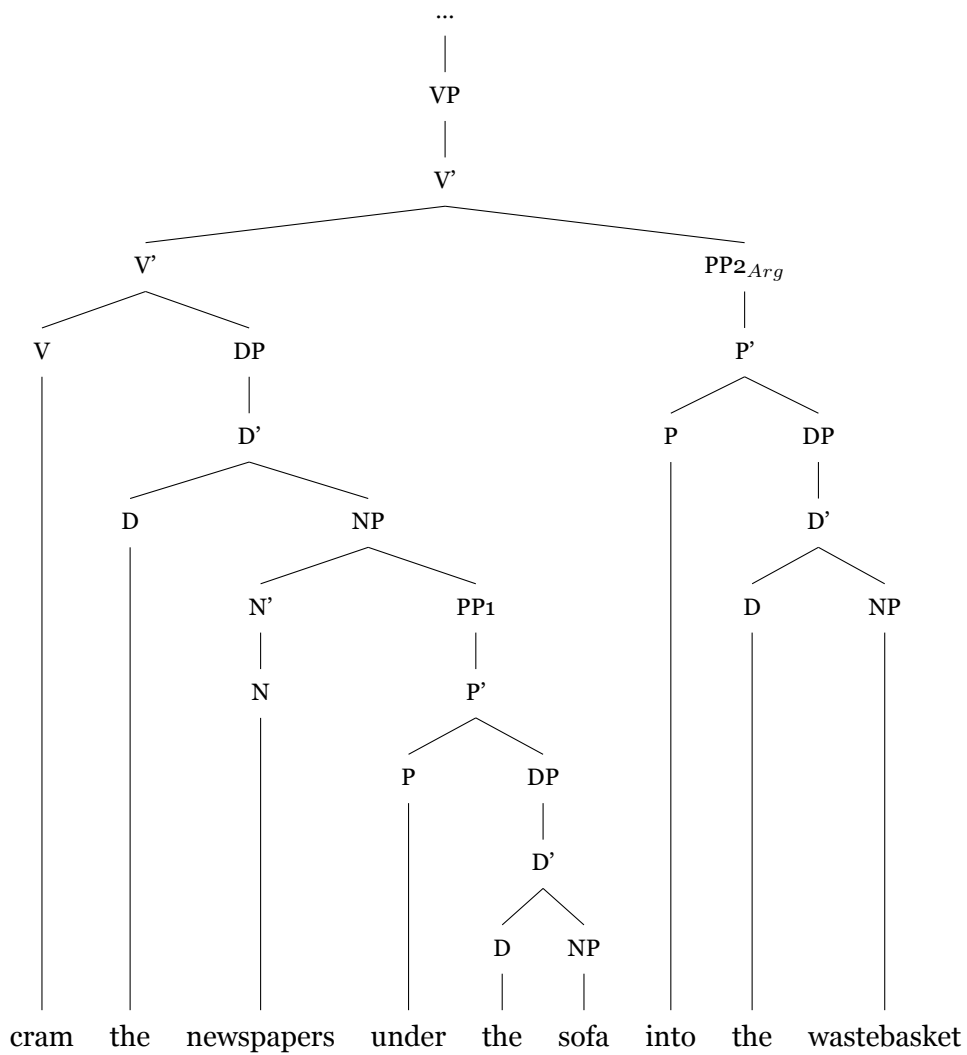 ...
VP
V’
V’ PP2Arg
V DP P’
D’ P DP
D NP D’
N’ PP1 D NP
N P’
P DP
D’
D NP
cram the newspapers under the sofa into the wastebasket